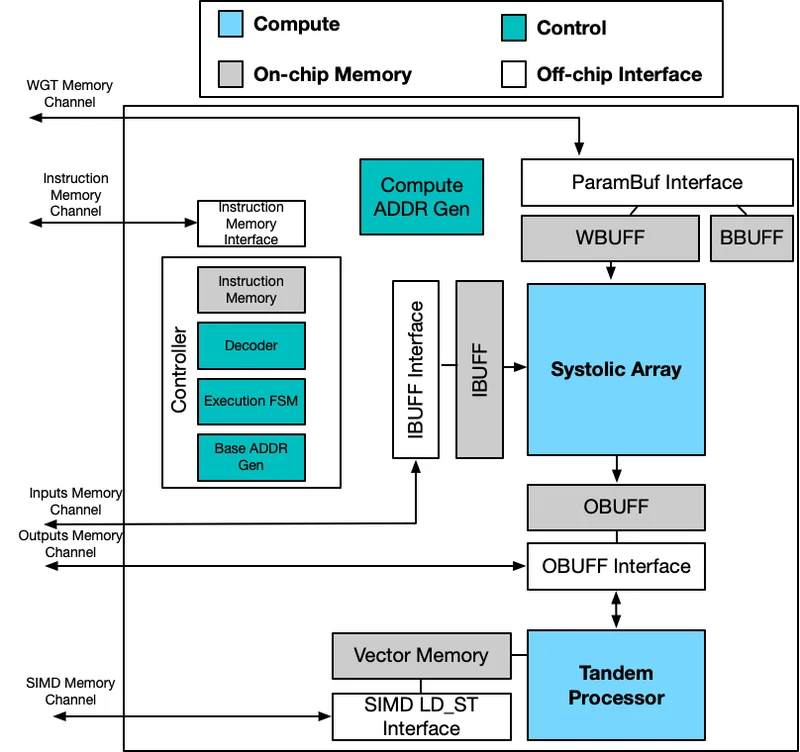 Compute
Control
On-chip Memory
Off-chip Interface
WGT Memory
Channel
Instruction
Memory
Channel
Instruction
Memory
Interface
Compute
ADDR Gen
ParamBuf Interface
WBUFF
BBUFF
Controller
Instruction
Memory
Decoder
Execution FSM
Base ADDR
Gen
IBUFF Interface
IBUFF
Systolic Array
Inputs Memory
Channel
Outputs Memory
Channel
OBUFF
OBUFF Interface
Vector Memory
SIMD LD_ST
Interface
Tandem
Processor
SIMD Memory
Channel